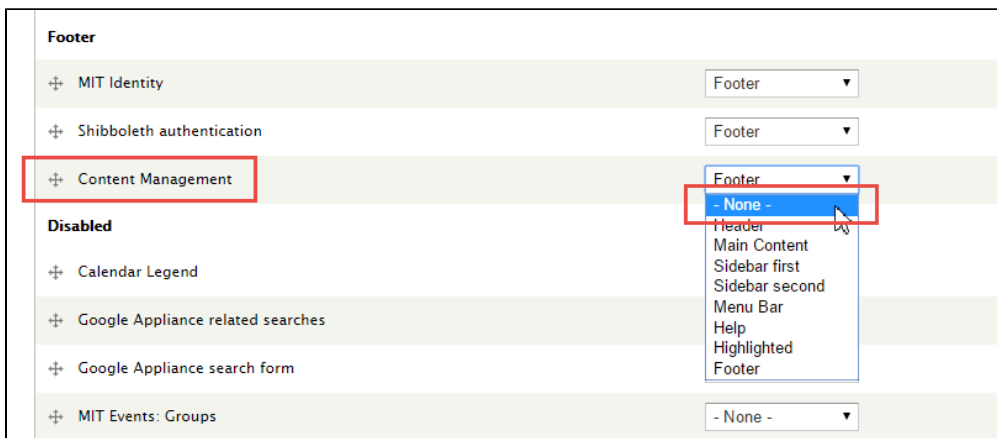 Footer
MIT Identity Footer
Shibboleth authentication Footer
Content Management Footer
- None -
Header
Disabled
Main Content
Sidebar first
Calendar Legend
Sidebar second
Menu Bar
Google Appliance related searches
Help
Highlighted
Google Appliance search form Footer
MIT Events: Groups - None -